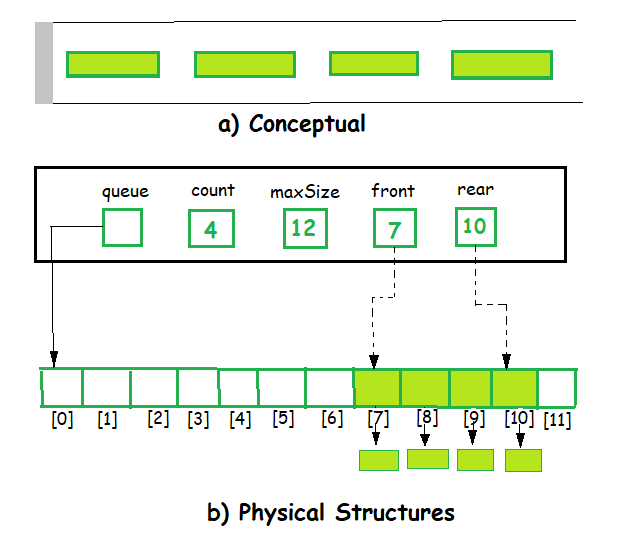 a) Conceptual
queue count maxSize front rear
4 12 7 10
[0] [1] [2] [3] [4] [5] [6] [7] [8] [9] [10] [11]
b) Physical Structures